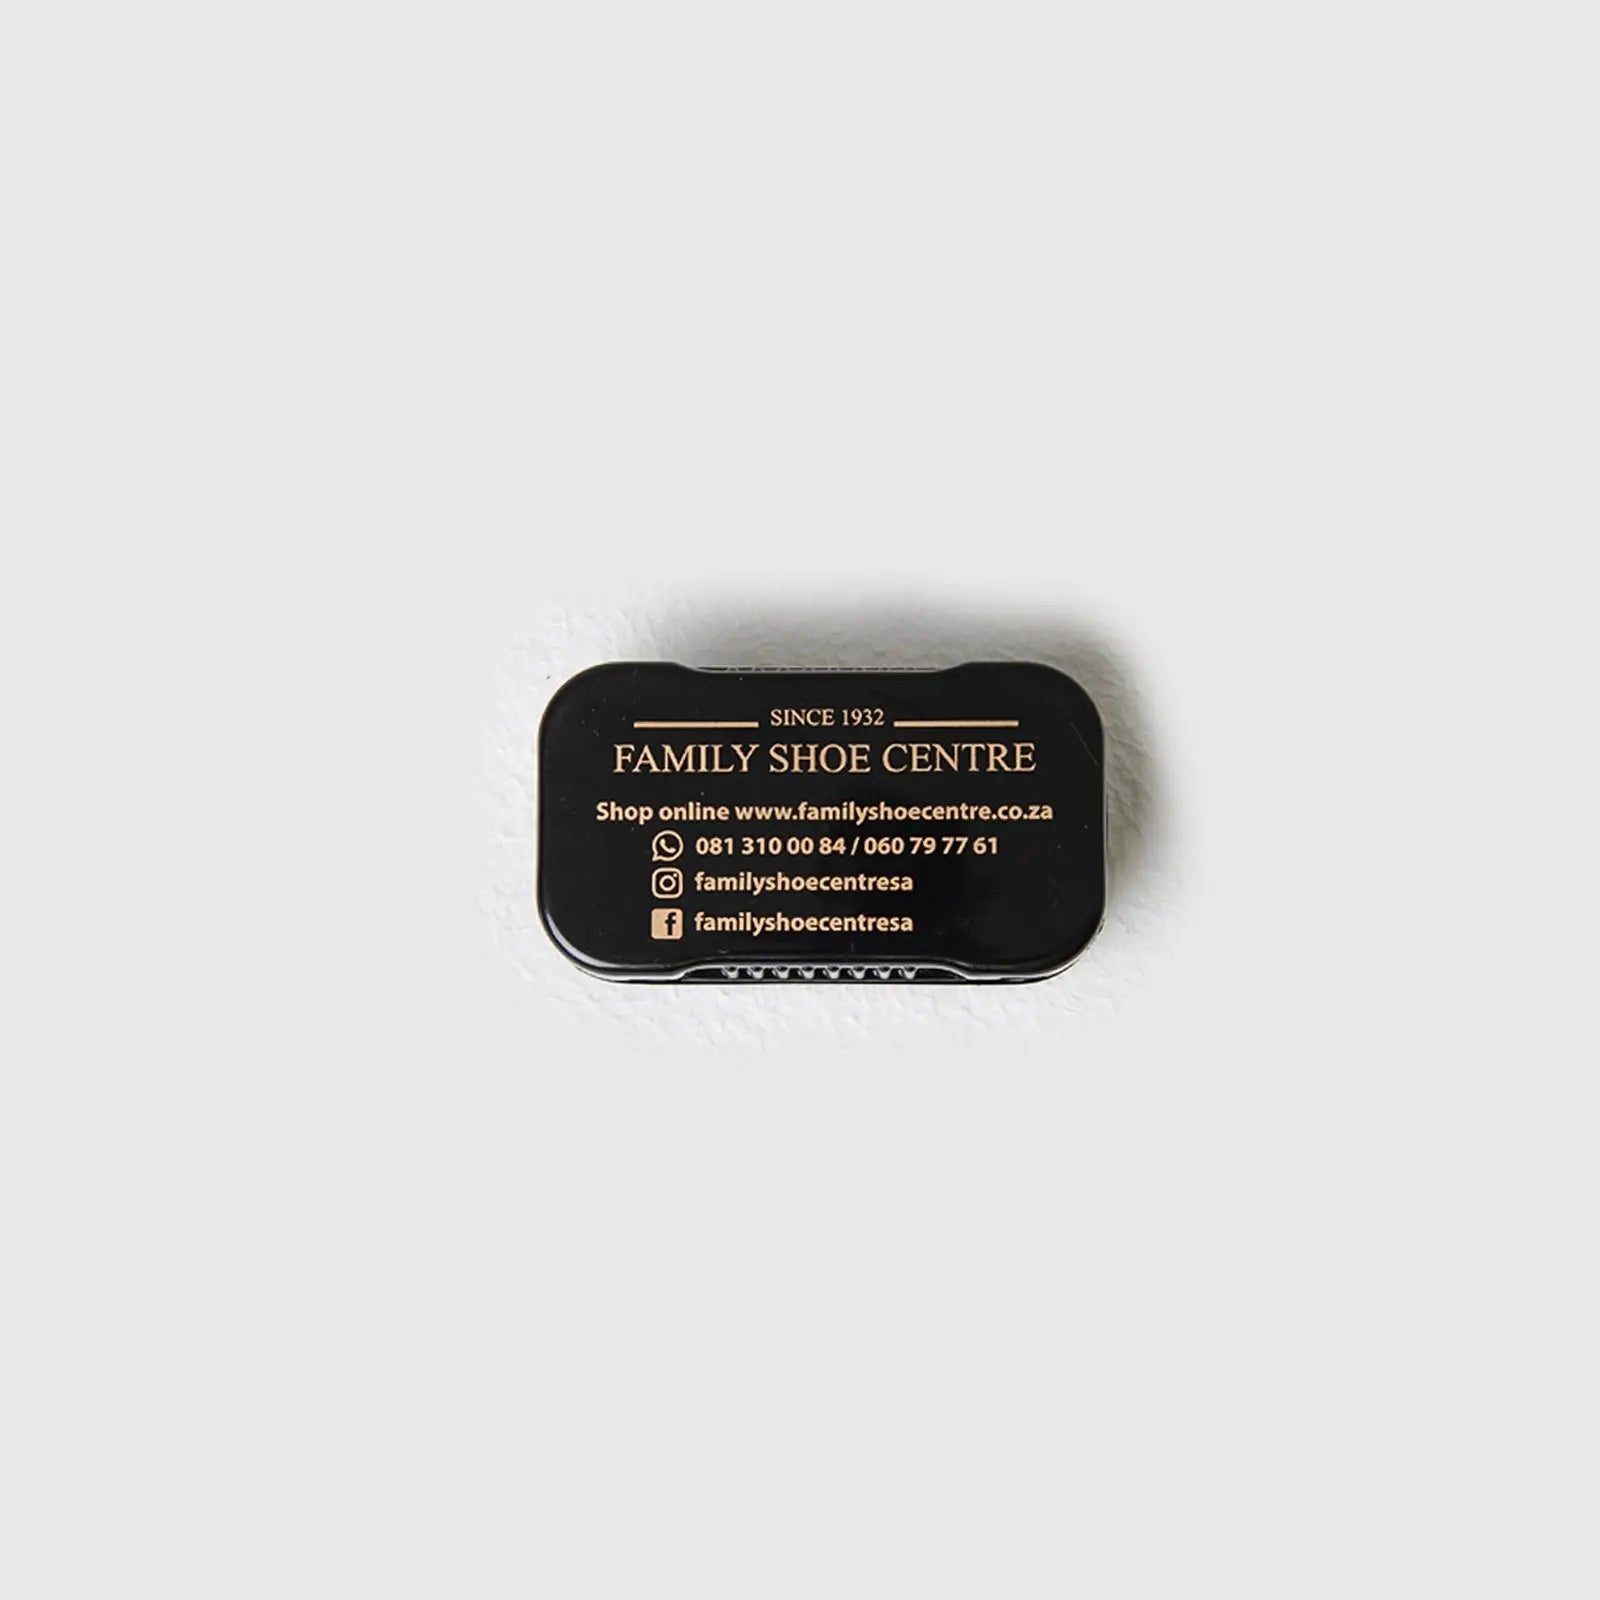 SINCE 1932
FAMILY SHOE CENTRE
Shop online www.familyshoecentre.co.za
081 310 00 84 / 060 79 77 61
familyshoecentresa
familyshoecentresa